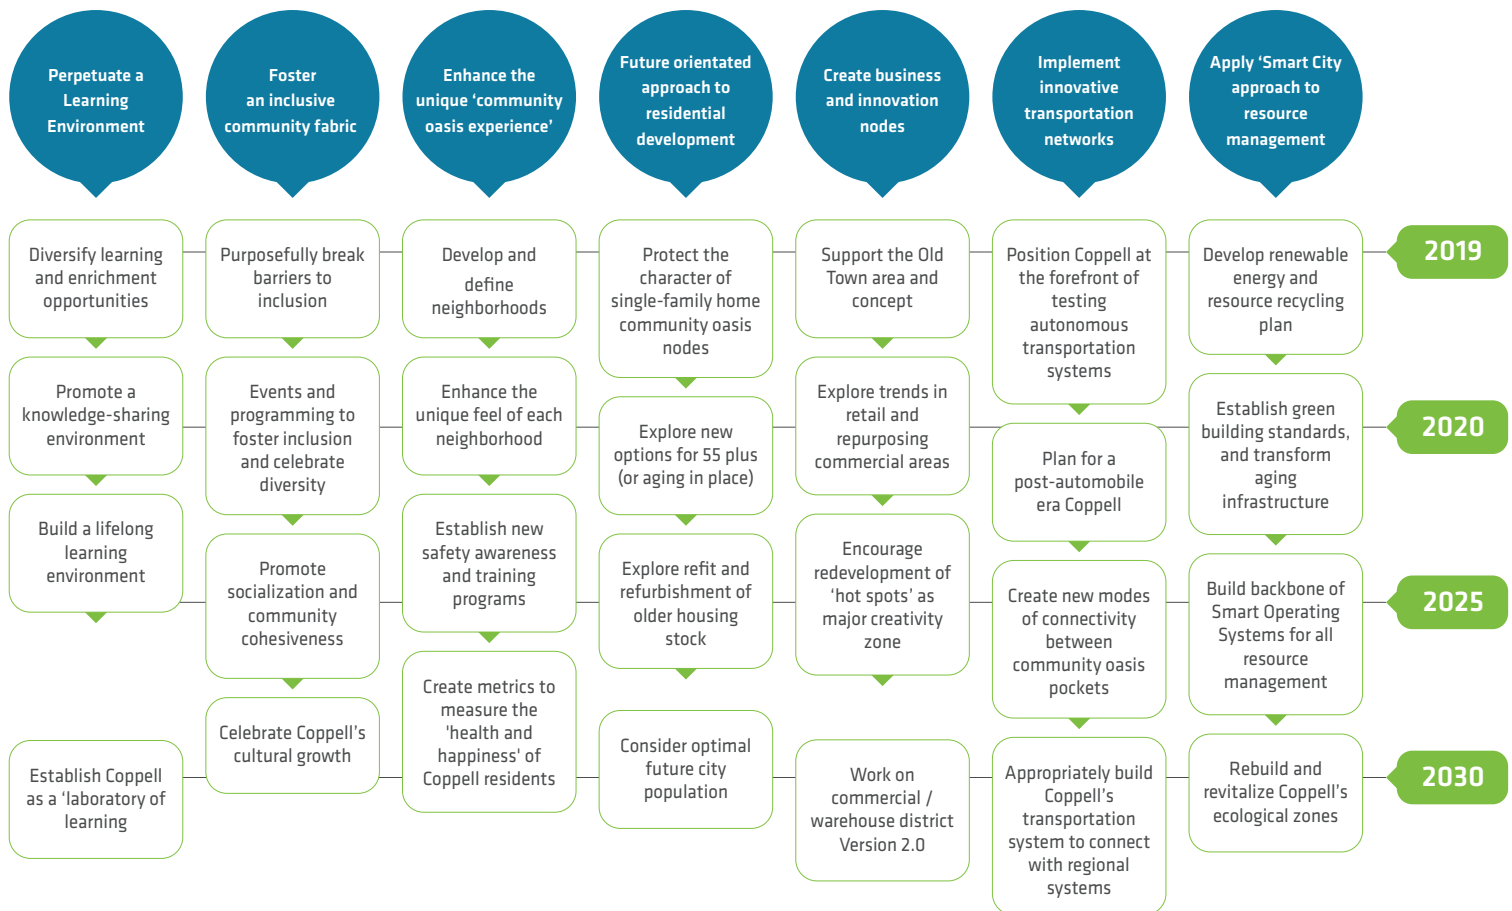 Perpetuate a
Learning
Environment
Foster
an inclusive
community fabric
Enhance the
unique ‘community
oasis experience’
Future orientated
approach to
residential
development
Create business
and innovation
nodes
Implement
innovative
transportation
networks
Apply ‘Smart City
approach to
resource
management
Diversify learning
and enrichment
opportunities
Purposefully break
barriers to
inclusion
Develop and
define
neighborhoods
Protect the
character of
single-family home
community oasis
nodes
Support the Old
Town area and
concept
Position Coppell at
the forefront of
testing
autonomous
transportation
systems
Develop renewable
energy and
resource recycling
plan
2019
Promote a
knowledge-sharing
environment
Events and
programming to
foster inclusion
and celebrate
diversity
Enhance the
unique feel of each
neighborhood
Explore new
options for 55 plus
(or aging in place)
Explore trends in
retail and
repurposing
commercial areas
Plan for a
post-automobile
era Coppell
Establish green
building standards,
and transform
aging
infrastructure
2020
Build a lifelong
learning
environment
Promote
socialization and
community
cohesiveness
Establish new
safety awareness
and training
programs
Explore refit and
refurbishment of
older housing
stock
Encourage
redevelopment of
‘hot spots’ as
major creativity
zone
Create new modes
of connectivity
between
community oasis
pockets
Build backbone of
Smart Operating
Systems for all
resource
management
2025
Establish Coppell
as a ‘laboratory of
learning
Celebrate Coppell’s
cultural growth
Create metrics to
measure the
'health and
happiness' of
Coppell residents
Consider optimal
future city
population
Work on
commercial /
warehouse district
Version 2.0
Appropriately build
Coppell’s
transportation
system to connect
with regional
systems
Rebuild and
revitalize Coppell’s
ecological zones
2030